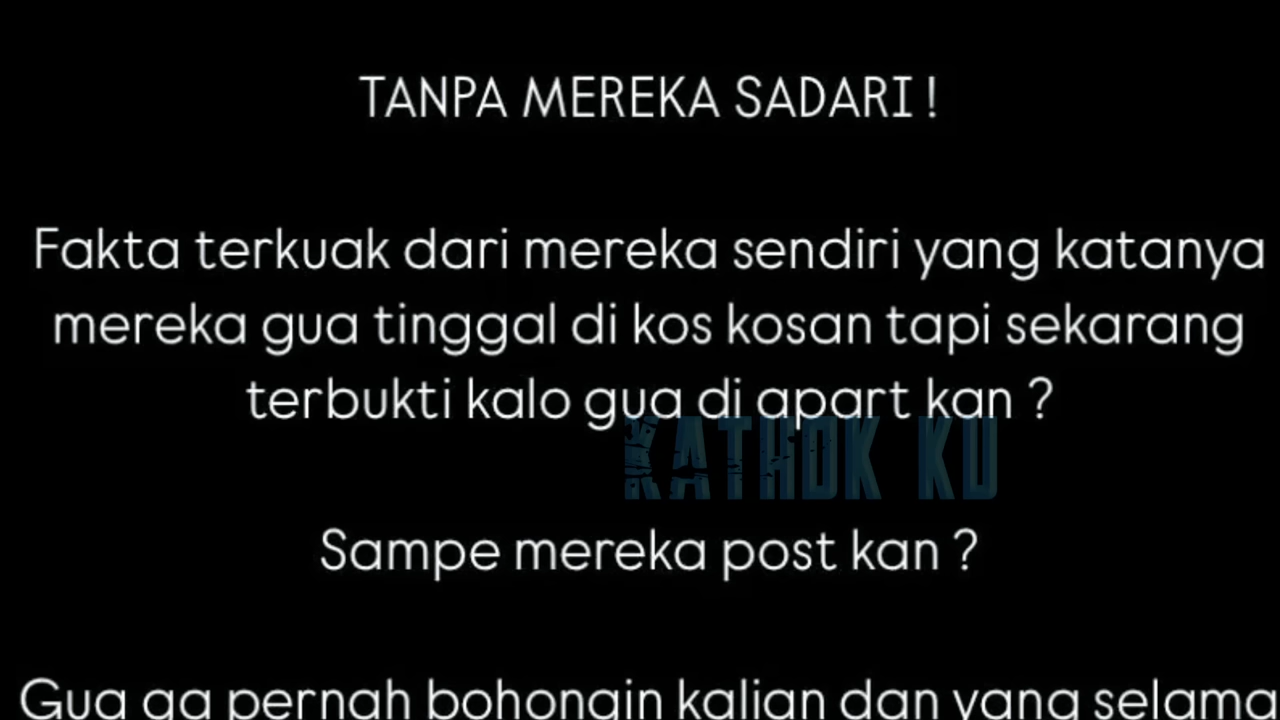 TANPA MEREKA SADARI !
Fakta terkuak dari mereka sendiri yang katanya
mereka gua tinggal di kos kosan tapi sekarang
terbukti kalo gua di apart kan ?
KATHOK KU
Sampe mereka post kan ?
Gua ga pernah bohongin kalian dan yang selama